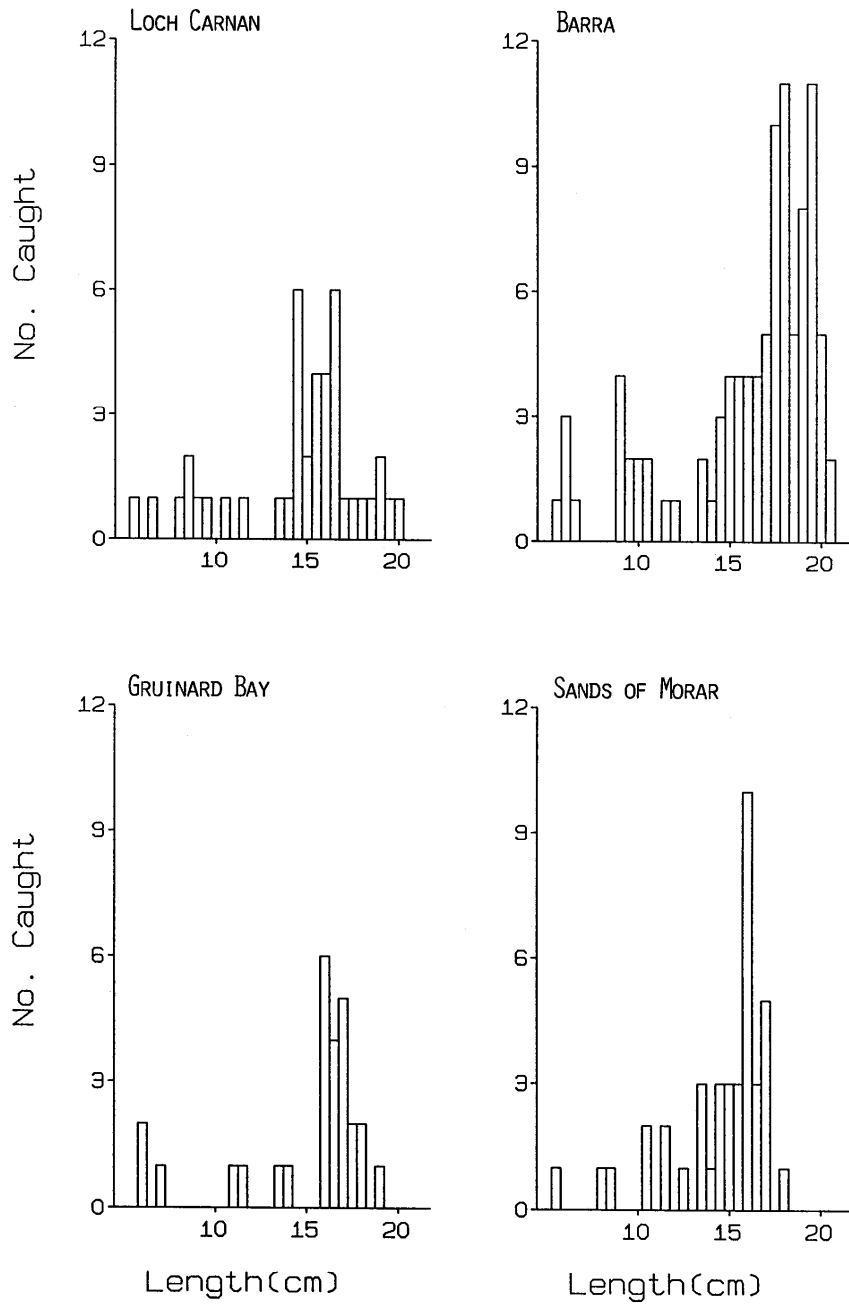 LOCH CARNAN
12
9
6
3
0
10 15 20
No. Caught
BARRA
12
9
6
3
0
10 15 20
GRUINARD BAY
12
9
6
3
0
10 15 20
No. Caught
Length(cm)
SANDS OF MORAR
12
9
6
3
0
10 15 20
Length(cm)